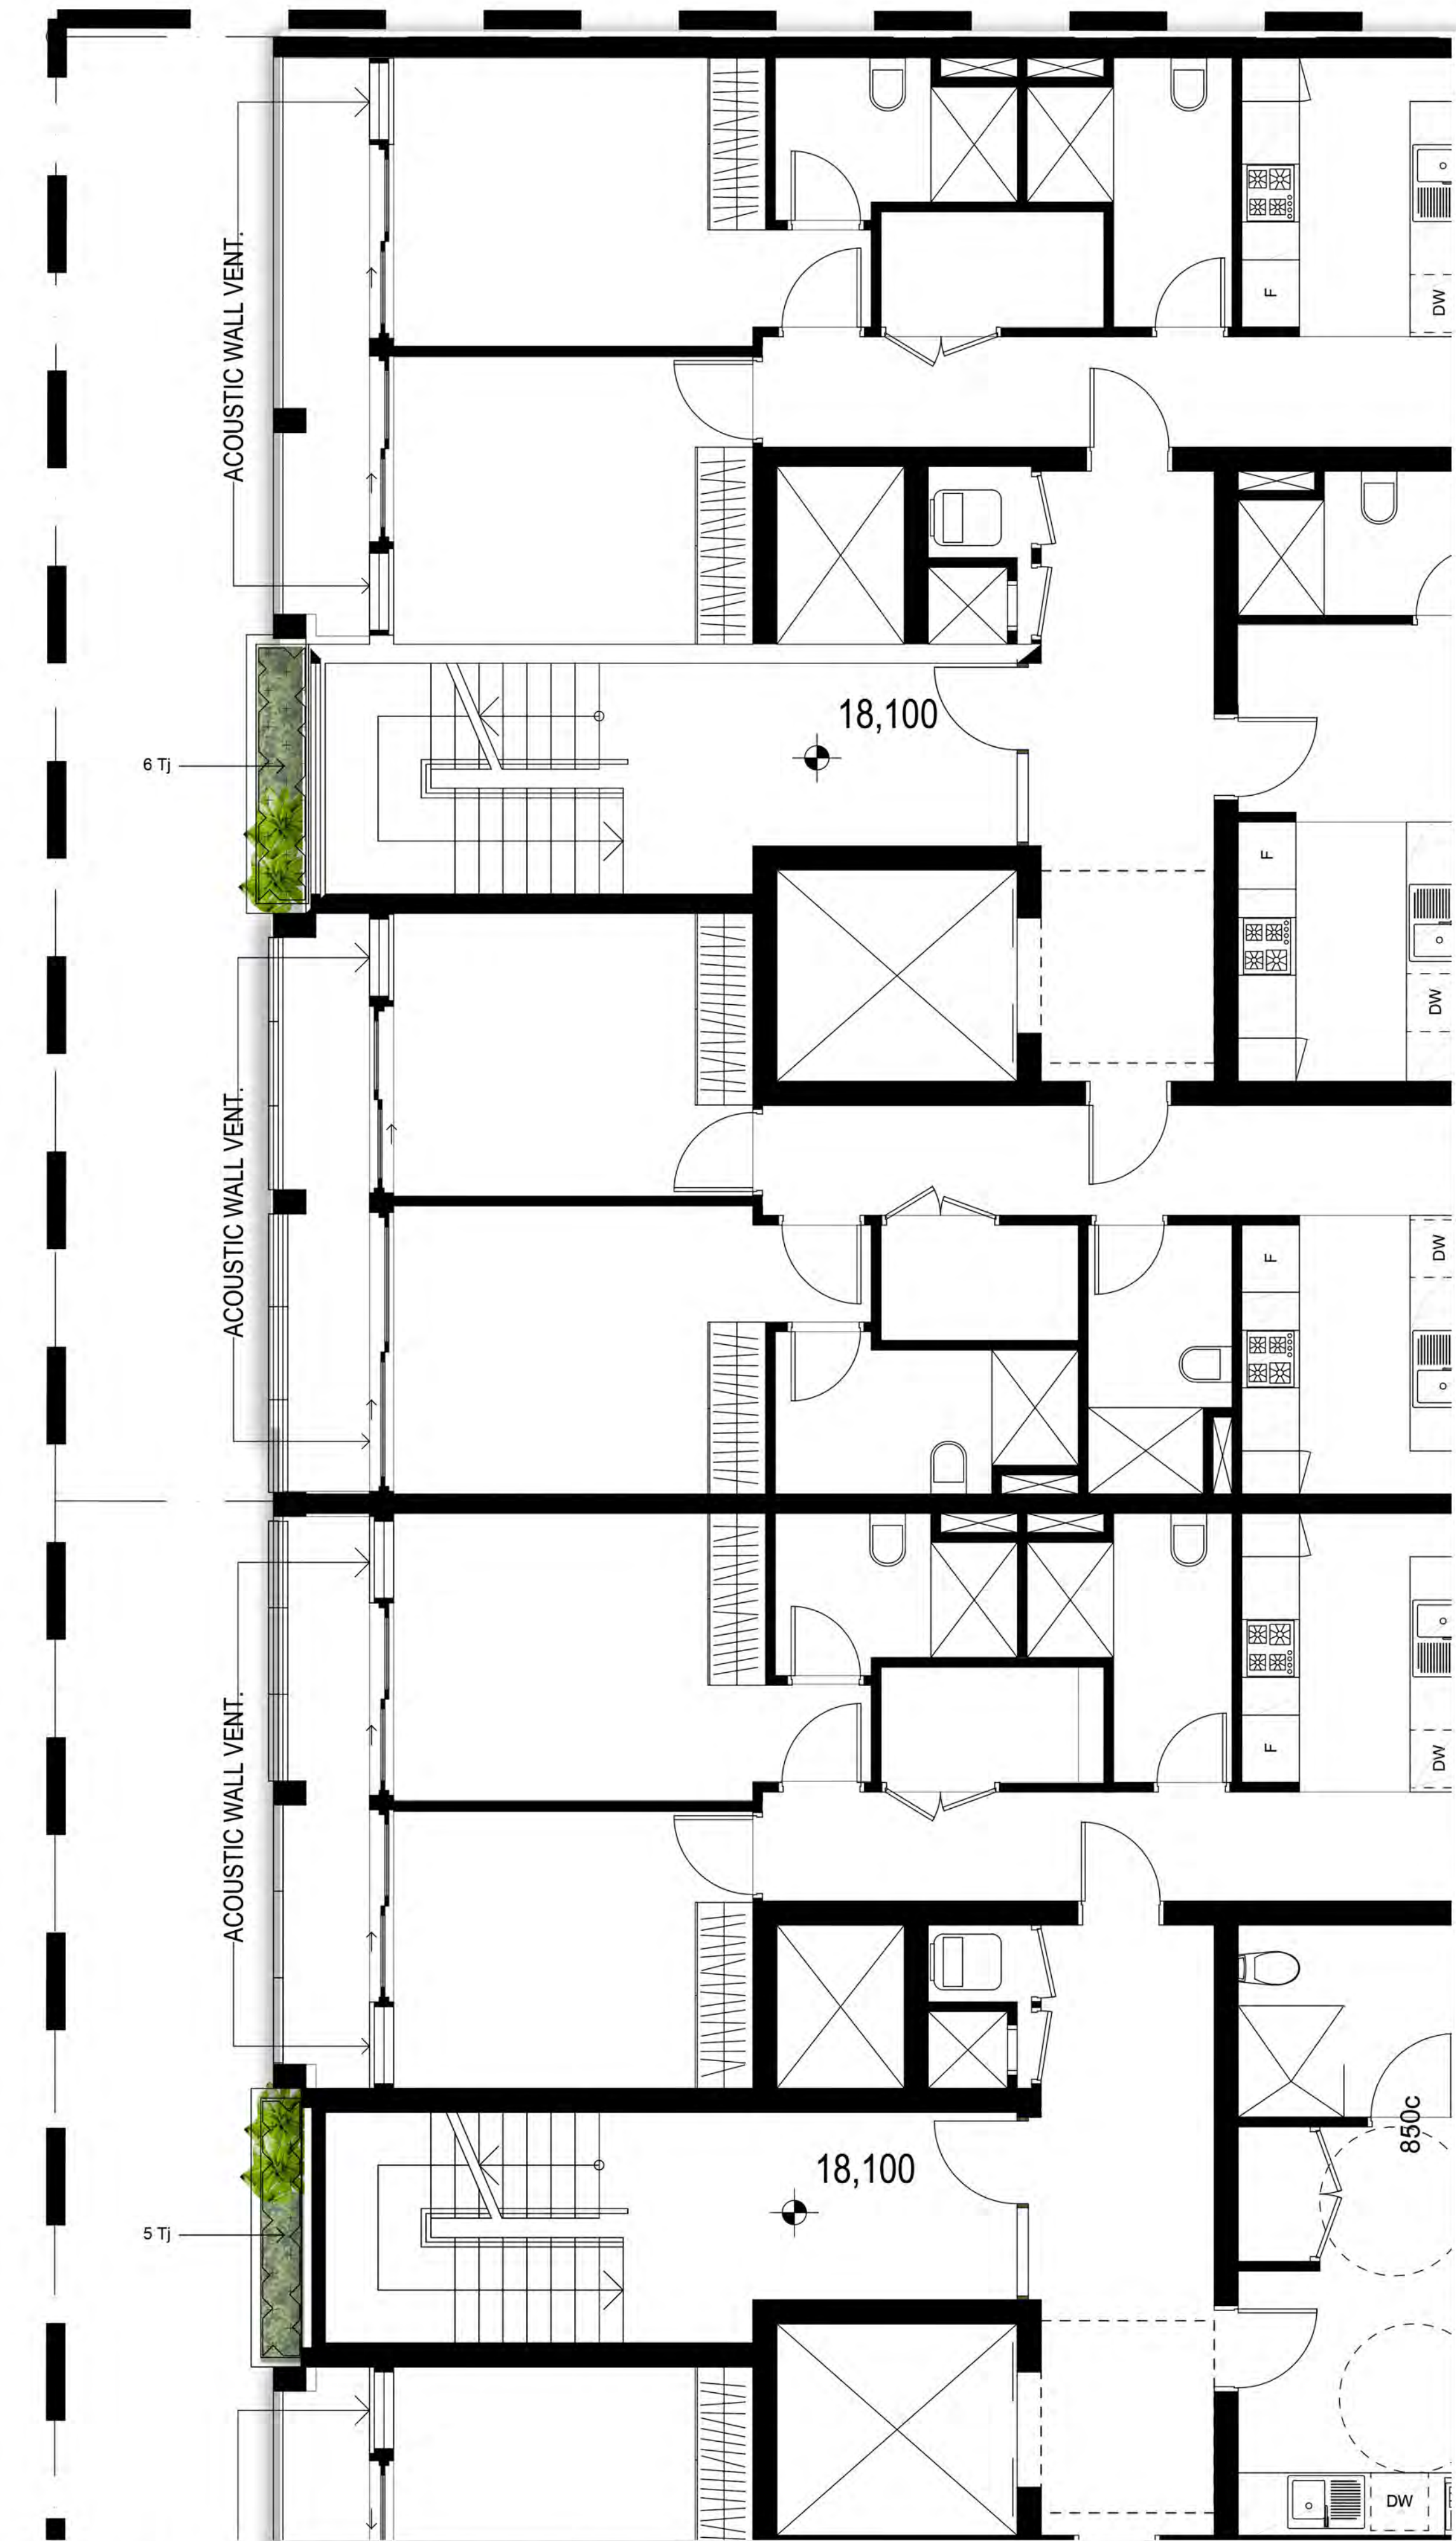 ACOUSTIC WALL VENT.
F
DW
18,100
6 Tj
F
DW
ACOUSTIC WALL VENT.
F
DW
ACOUSTIC WALL VENT.
F
DW
850c
18,100
5 Tj
DW